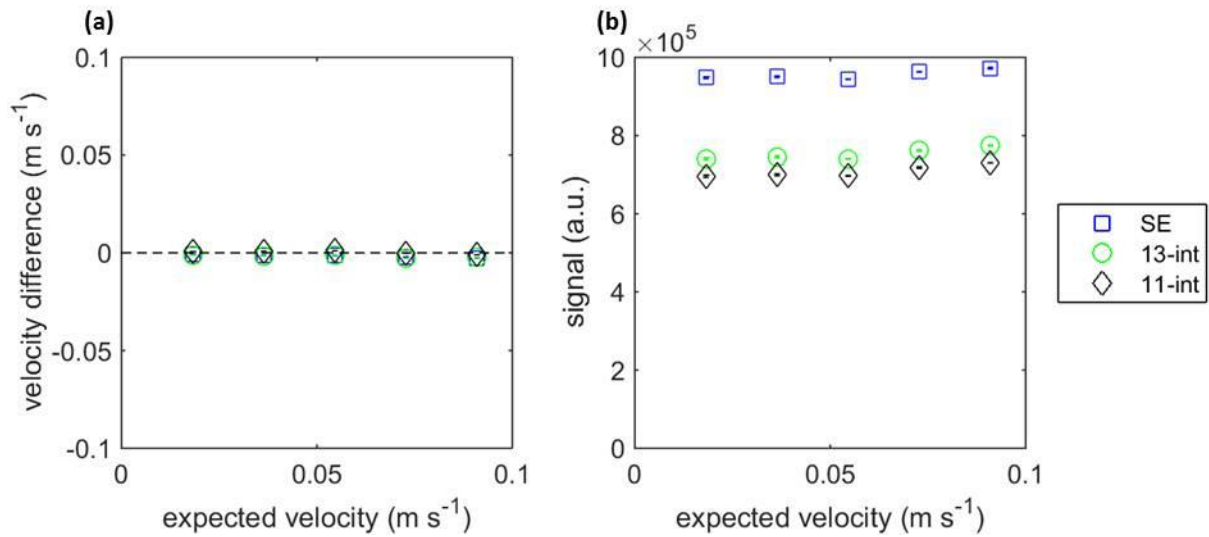 (a)
0.1
0.05
0
-0.05
-0.1
velocity difference (m s⁻¹)
0
0.05
0.1
expected velocity (m s⁻¹)
(b)
×10⁵
10
8
6
4
2
0
signal (a.u.)
0
0.05
0.1
expected velocity (m s⁻¹)
SE
13-int
11-int